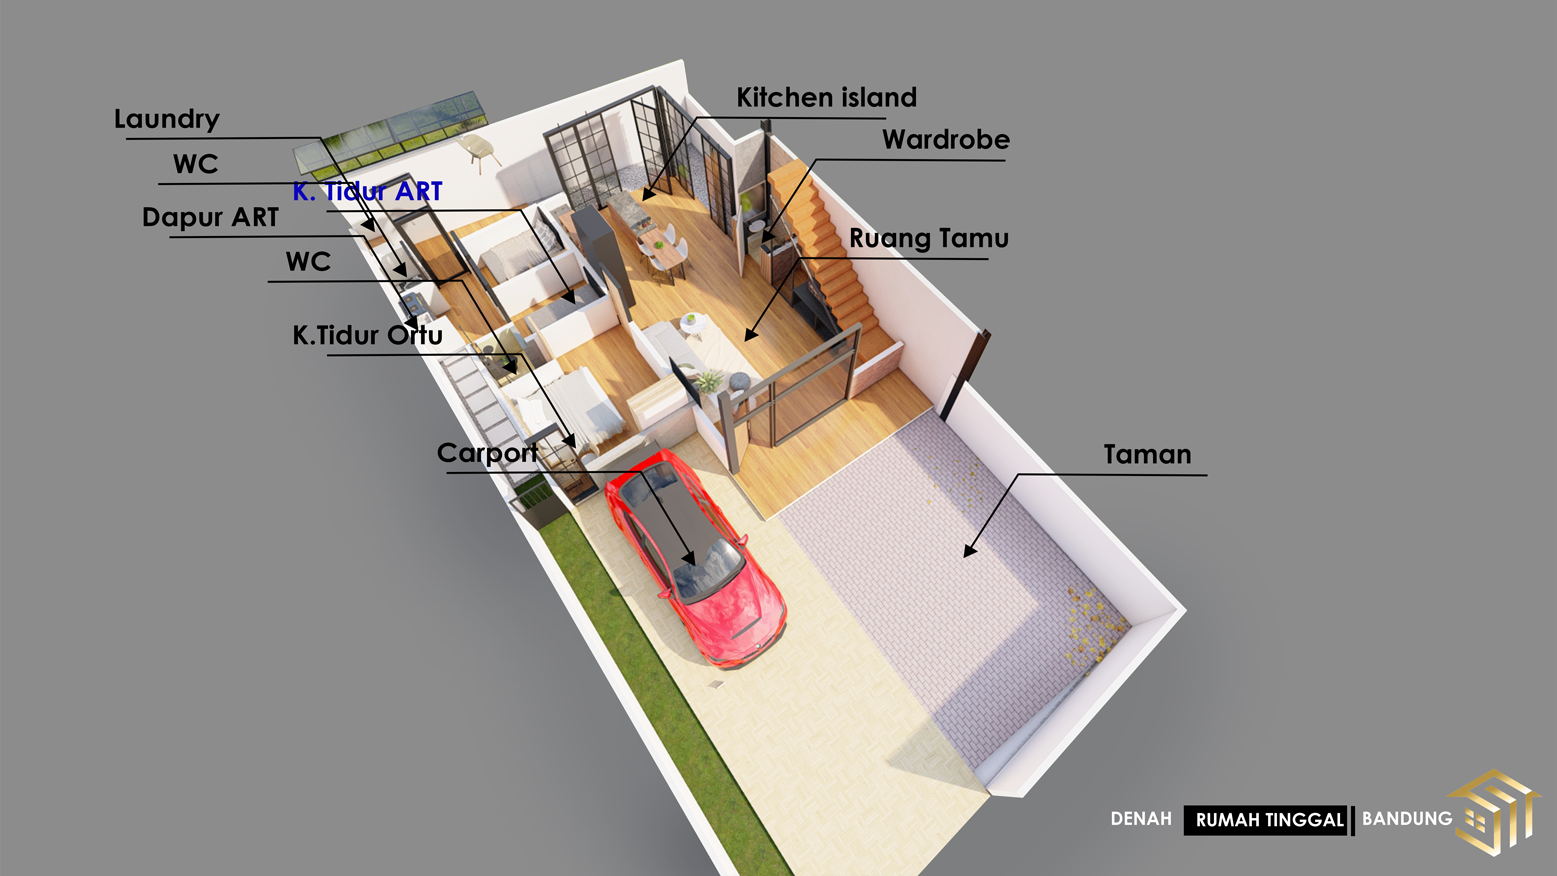 Kitchen island
Laundry
Wardrobe
WC
K. Tidur ART
Dapur ART
Ruang Tamu
WC
K.Tidur Ortu
Carport
Taman
DENAH RUMAH TINGGAL BANDUNG